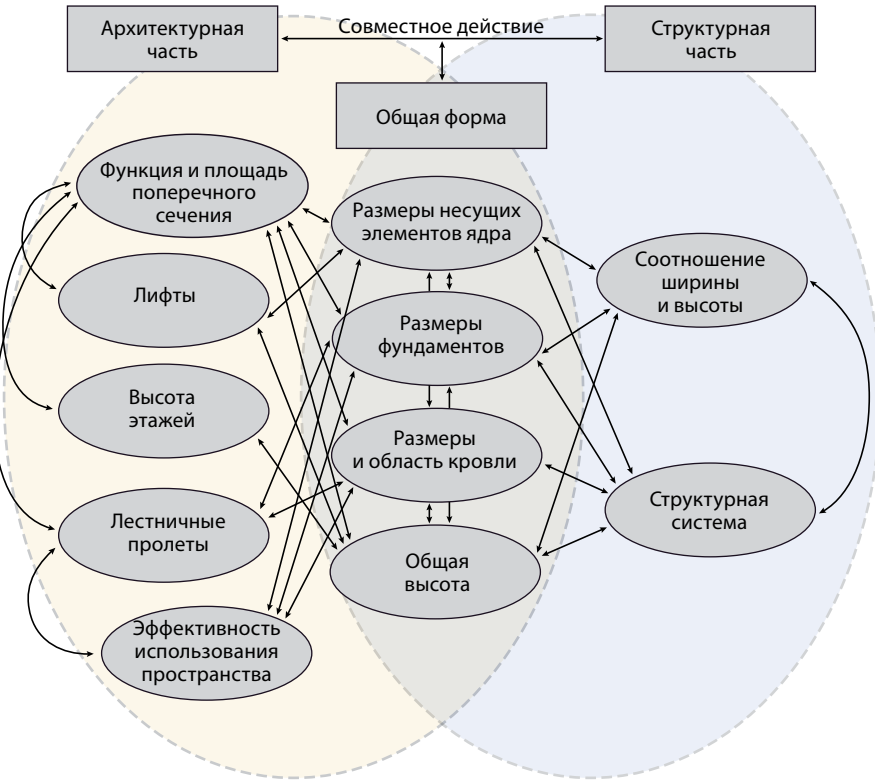 Архитектурная
часть
Совместное действие
Структурная
часть
Общая форма
Функция и площадь
поперечного
сечения
Лифты
Высота
этажей
Лестничные
пролеты
Эффективность
использования
пространства
Размеры несущих
элементов ядра
Размеры
фундаментов
Размеры
и область кровли
Общая
высота
Соотношение
ширины
и высоты
Структурная
система